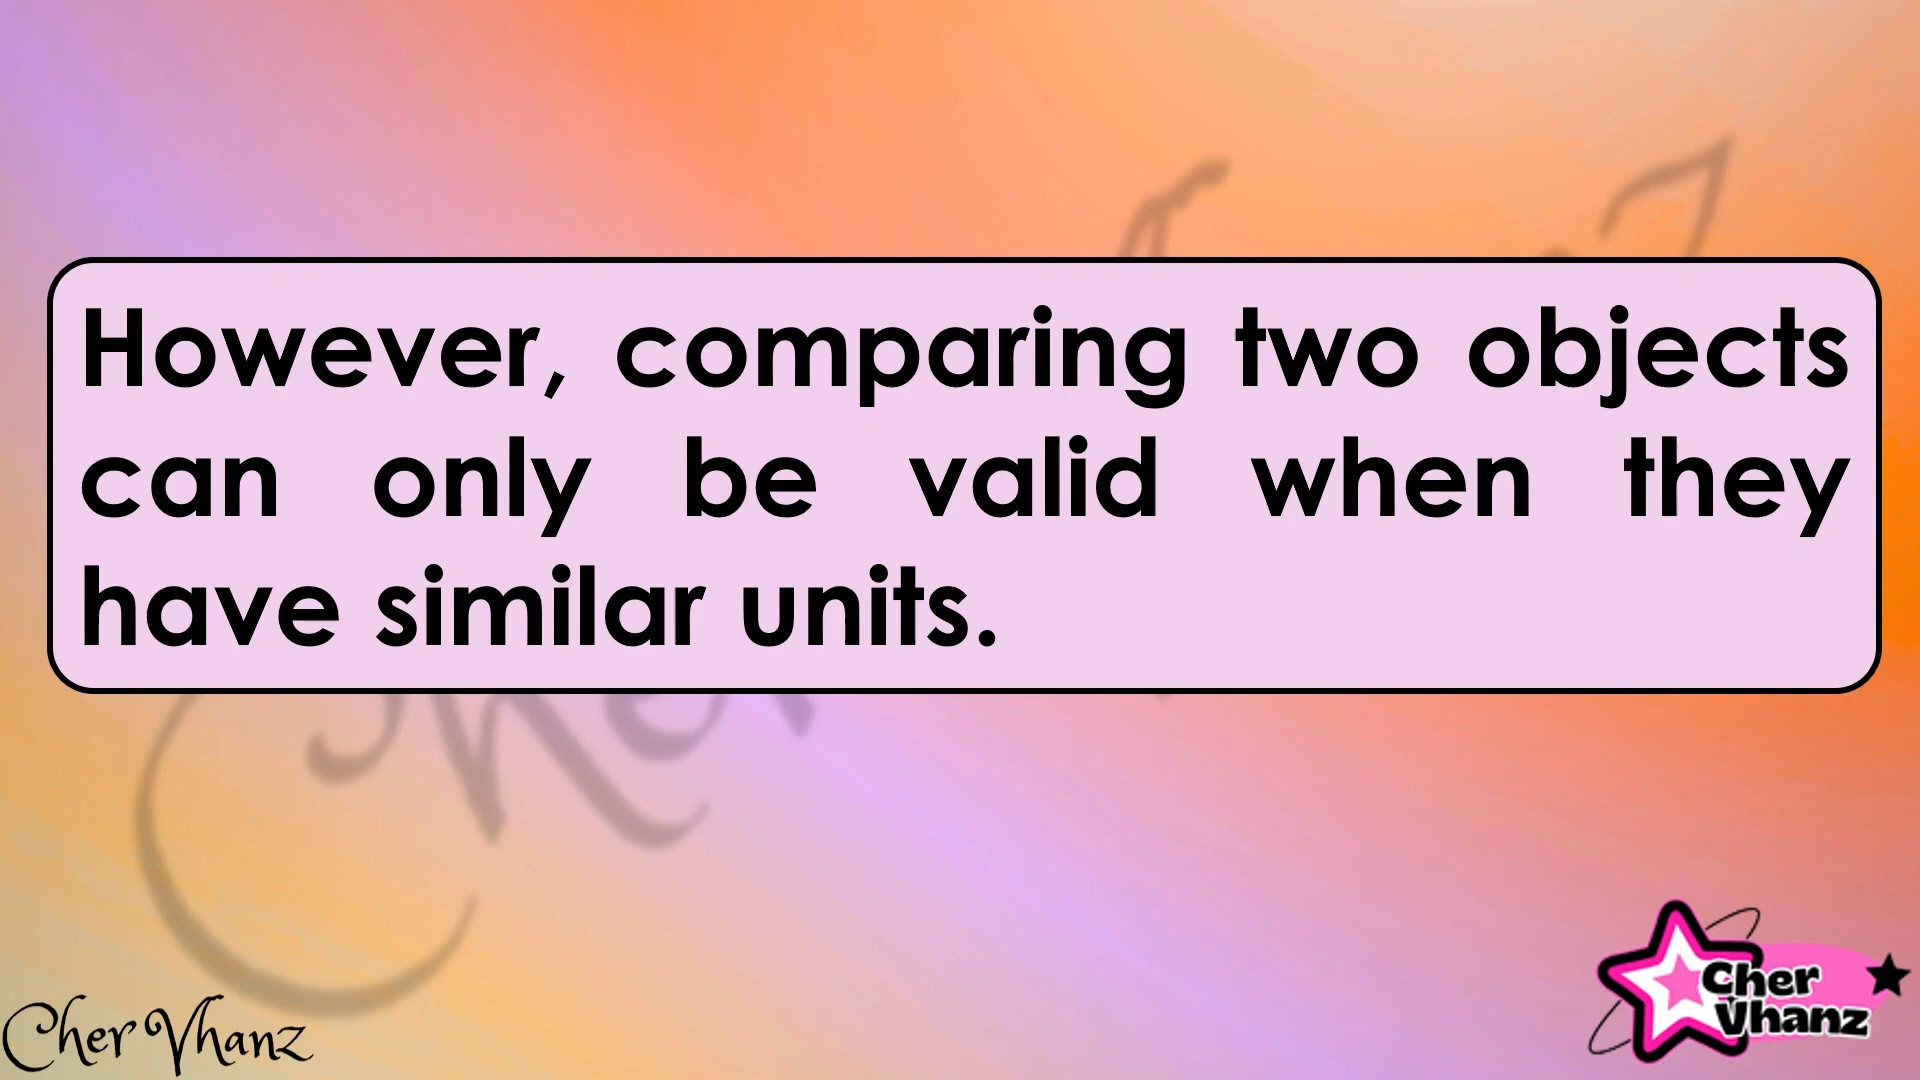 However, comparing two objects
can only be valid when they
have similar units.
Cher Vhanz
Cher
Vhanz